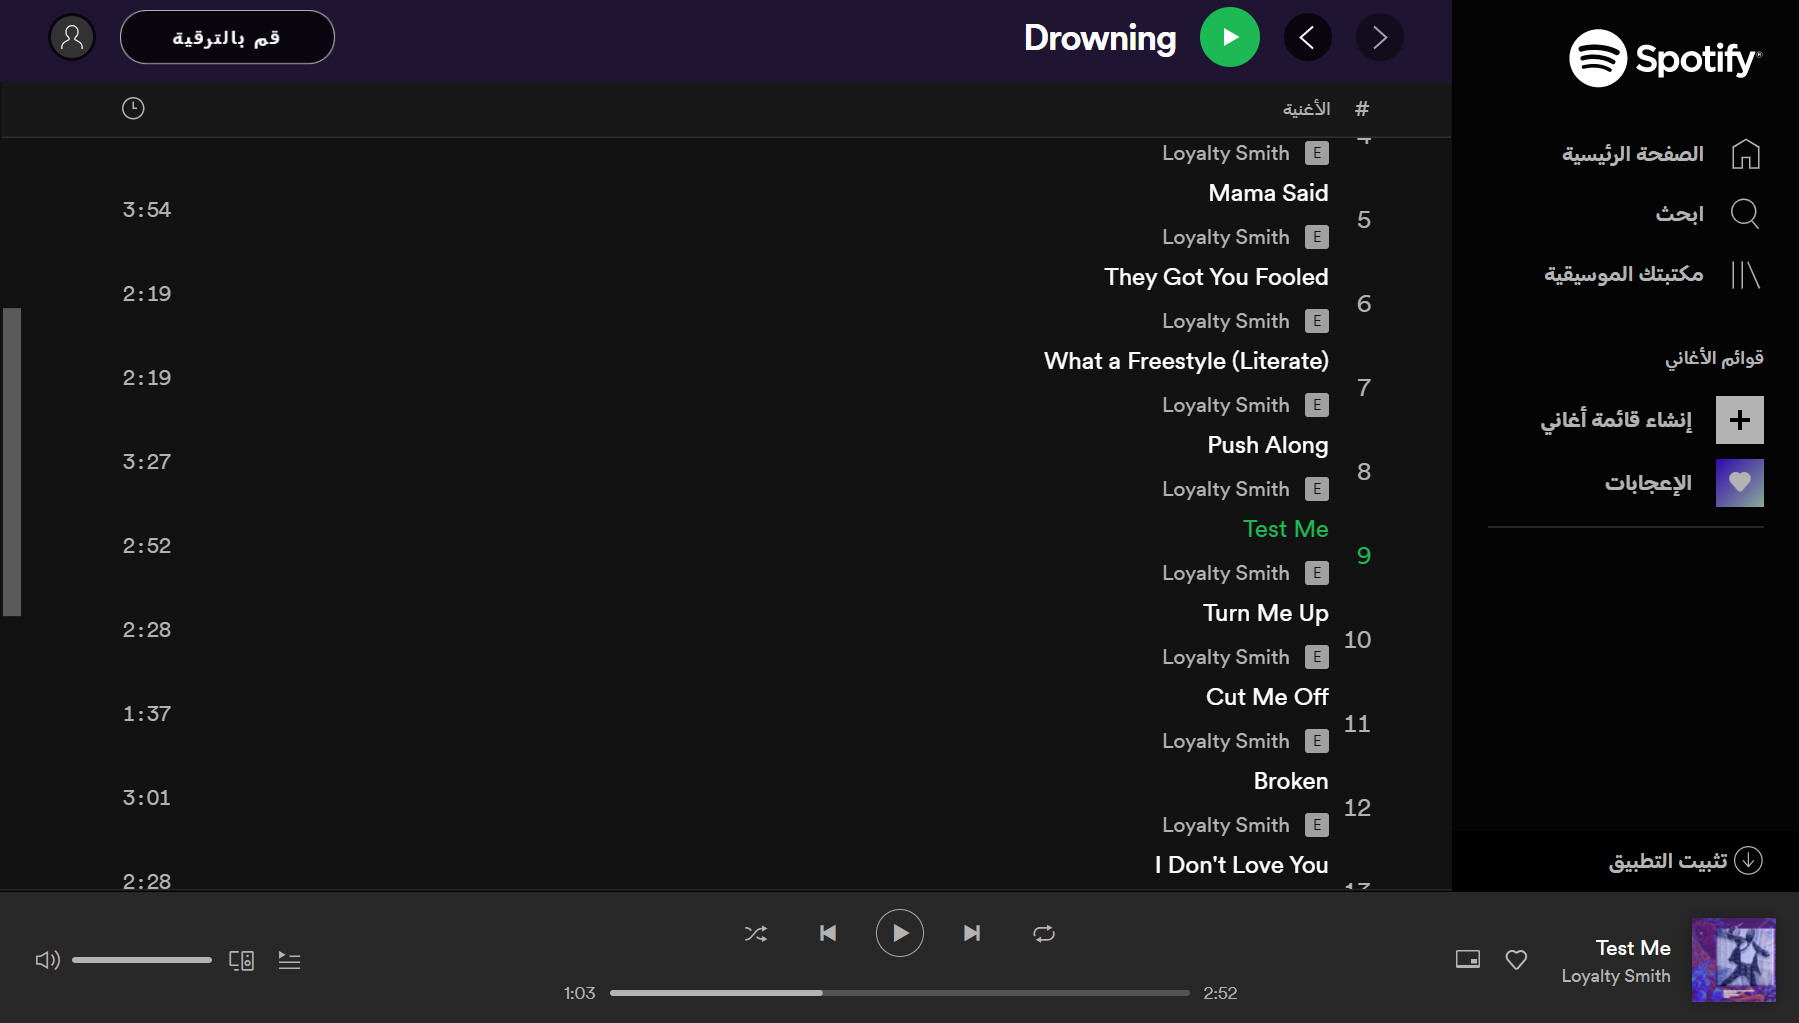 Spotify®
الصفحة الرئيسية
ابحث
مكتبتك الموسيقية
قوائم الأغاني
إنشاء قائمة أغاني
الإعجابات
تثبيت التطبيق
Drowning
قم بالترقية
# الأغنية
E Loyalty Smith
5 Mama Said 3:54
E Loyalty Smith
6 They Got You Fooled 2:19
E Loyalty Smith
7 What a Freestyle (Literate) 2:19
E Loyalty Smith
8 Push Along 3:27
E Loyalty Smith
9 Test Me 2:52
E Loyalty Smith
10 Turn Me Up 2:28
E Loyalty Smith
11 Cut Me Off 1:37
E Loyalty Smith
12 Broken 3:01
E Loyalty Smith
I Don't Love You 2:28
Test Me
Loyalty Smith
1:03 2:52